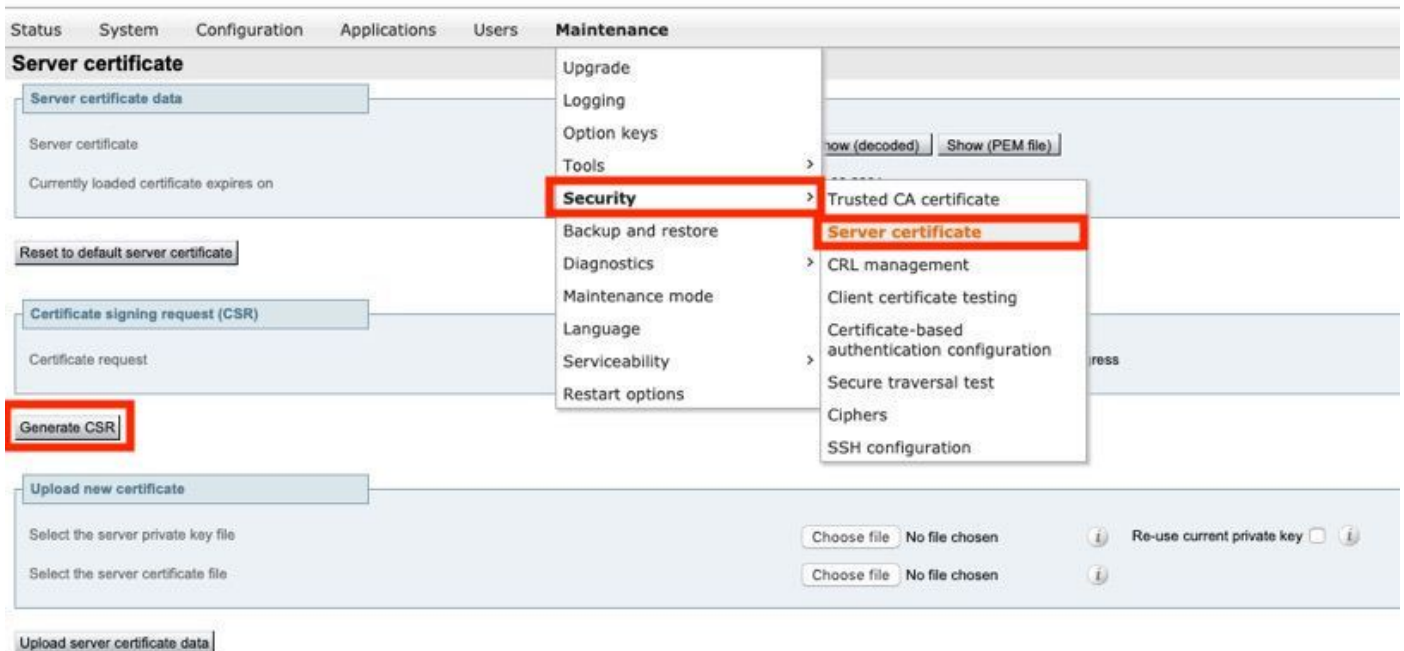 Status System Configuration Applications Users Maintenance
Server certificate
Upgrade
Logging
Option keys
Tools
Security
Backup and restore
Diagnostics
Maintenance mode
Language
Serviceability
Restart options
Trusted CA certificate
Server certificate
CRL management
Client certificate testing
Certificate-based
authentication configuration
Secure traversal test
Ciphers
SSH configuration
Server certificate data
Server certificate (decoded) Show (PEM file)
Currently loaded certificate expires on
Reset to default server certificate
Certificate signing request (CSR)
Certificate request
Generate CSR
Upload new certificate
Select the server private key file Choose file No file chosen i Re-use current private key i
Select the server certificate file Choose file No file chosen i
Upload server certificate data